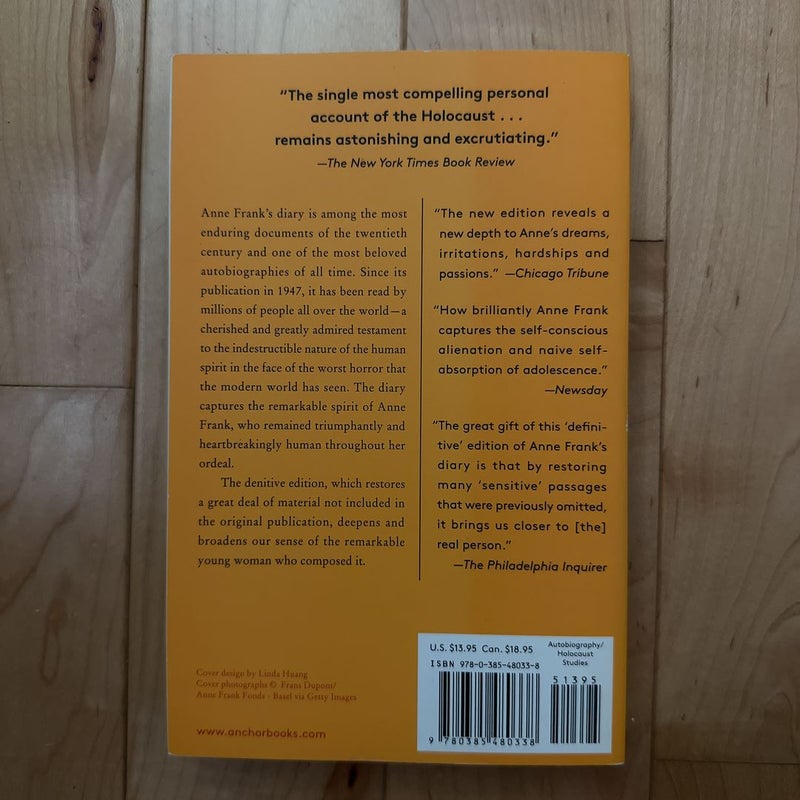 “The single most compelling personal
account of the Holocaust . . .
remains astonishing and excrutiating.”
—The New York Times Book Review
Anne Frank’s diary is among the most
enduring documents of the twentieth
century and one of the most beloved
autobiographies of all time. Since its
publication in 1947, it has been read by
millions of people all over the world—a
cherished and greatly admired testament
to the indestructible nature of the human
spirit in the face of the worst horror that
the modern world has seen. The diary
captures the remarkable spirit of Anne
Frank, who remained triumphantly and
heartbreakingly human throughout her
ordeal.
The denitive edition, which restores
a great deal of material not included in
the original publication, deepens and
broadens our sense of the remarkable
young woman who composed it.
“The new edition reveals a
new depth to Anne’s dreams,
irritations, hardships and
passions.” —Chicago Tribune
“How brilliantly Anne Frank
captures the self-conscious
alienation and naive self-
absorption of adolescence.”
—Newsday
“The great gift of this ‘defini-
tive’ edition of Anne Frank’s
diary is that by restoring
many ‘sensitive’ passages
that were previously omitted,
it brings us closer to [the]
real person.”
—The Philadelphia Inquirer
Cover design by Linda Huang
Cover photographs © Frans Dupont/
Anne Frank Fonds - Basel via Getty Images
www.anchorbooks.com
U.S. $13.95 Can. $18.95
ISBN 978-0-385-48033-8
Autobiography/
Holocaust
Studies
51395
9 780385 480338